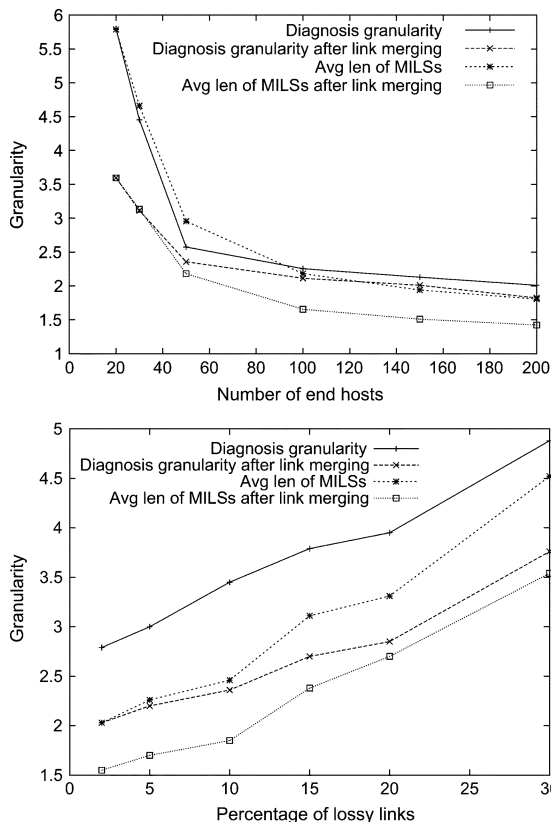 6
5.5
5
4.5
4
3.5
3
2.5
2
1.5
1
Granularity
Diagnosis granularity
Diagnosis granularity after link merging
Avg len of MILSs
Avg len of MILSs after link merging
0 20 40 60 80 100 120 140 160 180 200
Number of end hosts
5
4.5
4
3.5
3
2.5
2
1.5
Granularity
Diagnosis granularity
Diagnosis granularity after link merging
Avg len of MILSs
Avg len of MILSs after link merging
0 5 10 15 20 25 30
Percentage of lossy links